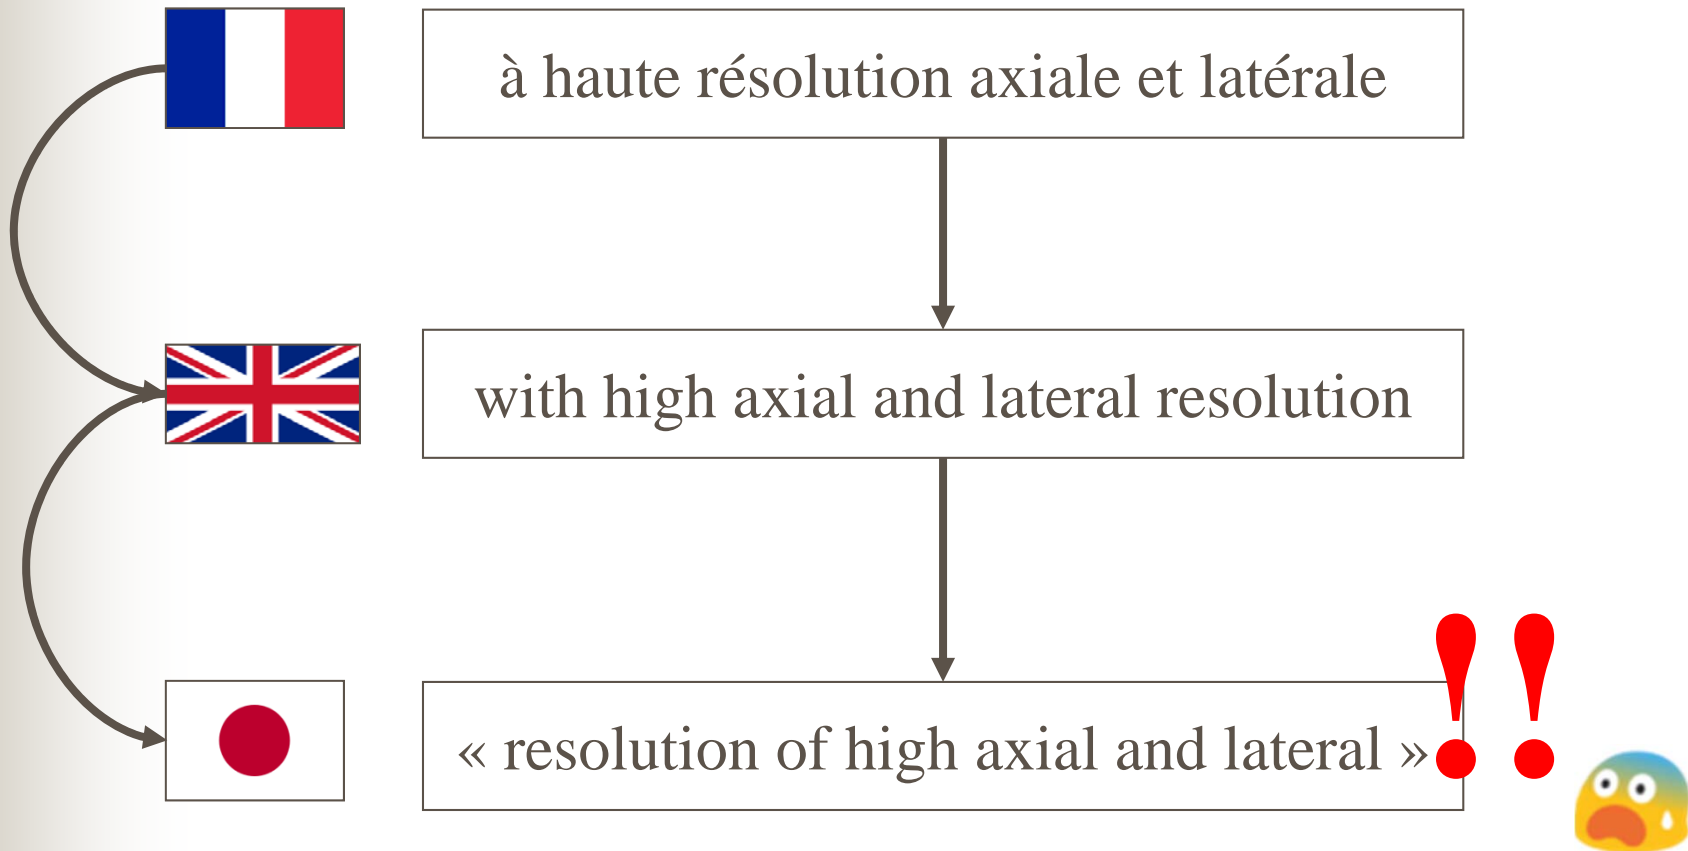 à haute résolution axiale et latérale
with high axial and lateral resolution
« resolution of high axial and lateral » !!